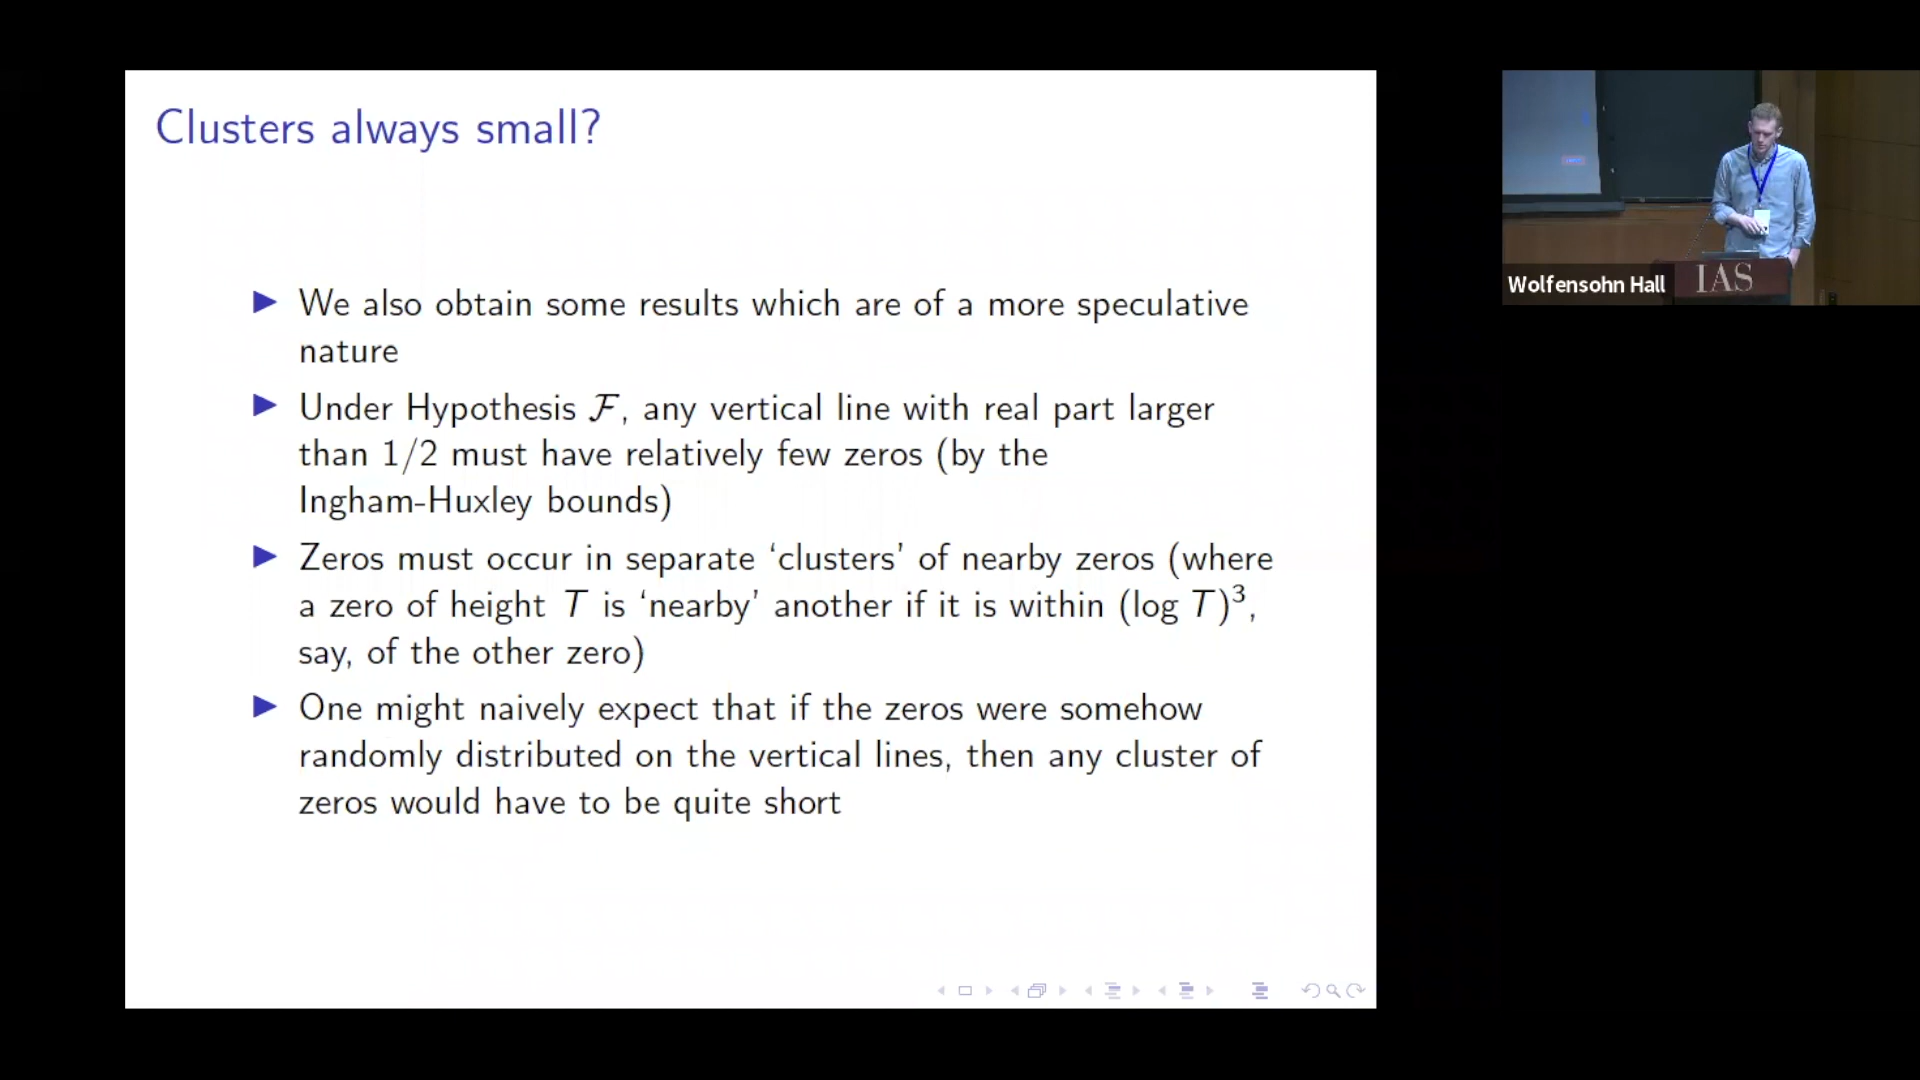 Clusters always small?
We also obtain some results which are of a more speculative
nature
Under Hypothesis ℱ, any vertical line with real part larger
than 1/2 must have relatively few zeros (by the
Ingham-Huxley bounds)
Zeros must occur in separate ‘clusters’ of nearby zeros (where
a zero of height T is ‘nearby’ another if it is within (log T)³,
say, of the other zero)
One might naively expect that if the zeros were somehow
randomly distributed on the vertical lines, then any cluster of
zeros would have to be quite short
Wolfensohn Hall
IAS